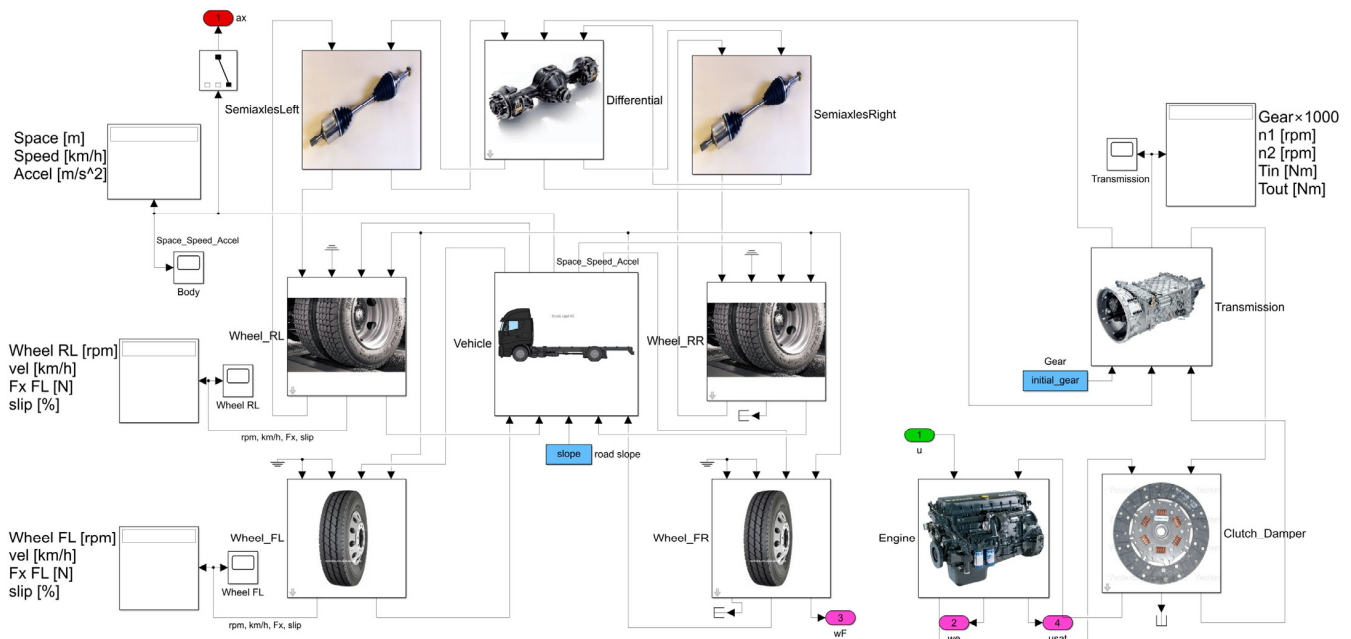 1
ax
SemiaxlesLeft
Differential
SemiaxlesRight
Space [m]
Speed [km/h]
Accel [m/s^2]
Gear×1000
n1 [rpm]
n2 [rpm]
Tin [Nm]
Tout [Nm]
Transmission
Space_Speed_Accel
Body
Space_Speed_Accel
Transmission
Wheel_RL
Vehicle
Wheel_RR
Wheel RL [rpm]
vel [km/h]
Fx FL [N]
slip [%]
Wheel RL
Gear
initial_gear
rpm, km/h, Fx, slip
slope
road slope
1
u
Wheel_FL
Wheel_FR
Engine
Clutch_Damper
Wheel FL [rpm]
vel [km/h]
Fx FL [N]
slip [%]
Wheel FL
rpm, km/h, Fx, slip
3
wF
2
we
4
usat